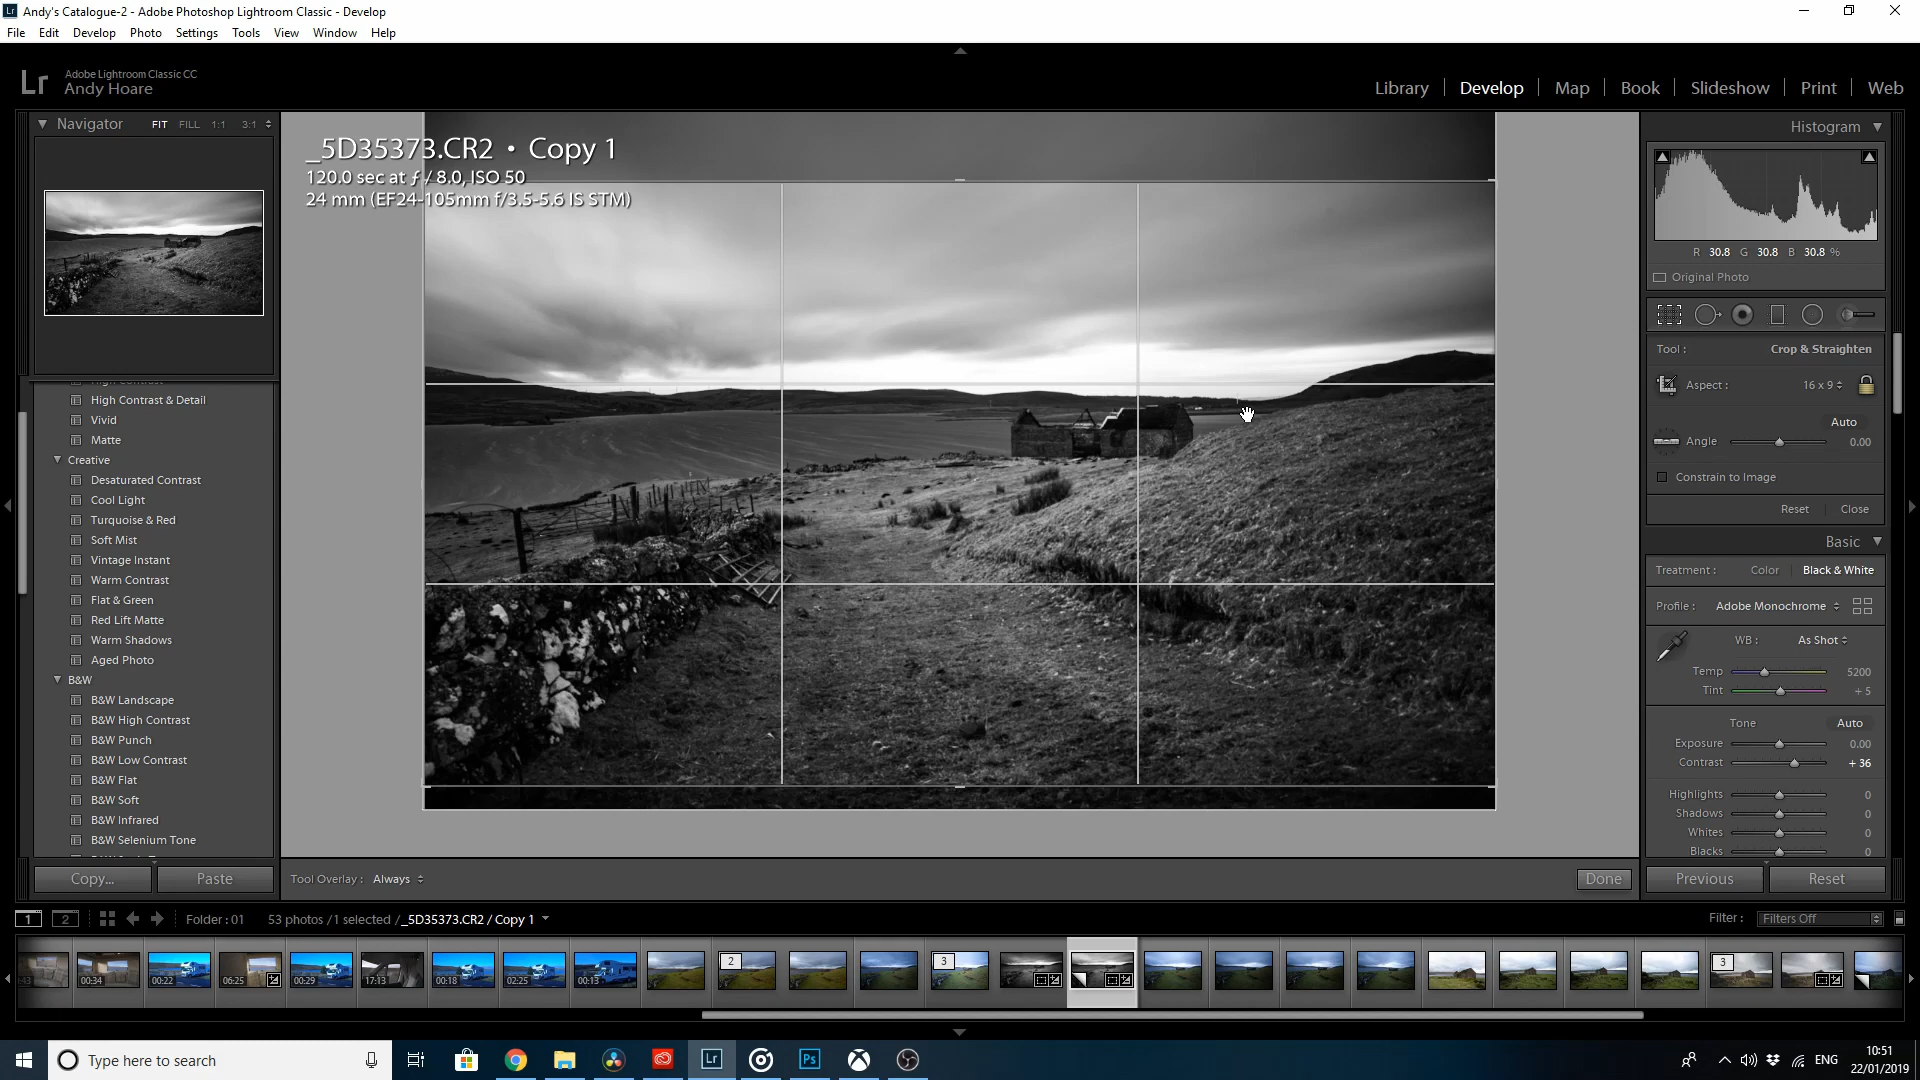 Andy's Catalogue-2 - Adobe Photoshop Lightroom Classic - Develop
File Edit Develop Photo Settings Tools View Window Help
Lr
Adobe Lightroom Classic CC
Andy Hoare
Library Develop Map Book Slideshow Print Web
Navigator FIT FILL 1:1 3:1
_5D35373.CR2 • Copy 1
120.0 sec at ƒ / 8.0, ISO 50
24 mm (EF24-105mm f/3.5-5.6 IS STM)
High Contrast
High Contrast & Detail
Vivid
Matte
Creative
Desaturated Contrast
Cool Light
Turquoise & Red
Soft Mist
Vintage Instant
Warm Contrast
Flat & Green
Red Lift Matte
Warm Shadows
Aged Photo
B&W
B&W Landscape
B&W High Contrast
B&W Punch
B&W Low Contrast
B&W Flat
B&W Soft
B&W Infrared
B&W Selenium Tone
Copy... Paste
Histogram
R 30.8 G 30.8 B 30.8 %
Original Photo
Tool : Crop & Straighten
Aspect : 16 x 9
Auto
Angle 0.00
Constrain to Image
Reset Close
Basic
Treatment : Color Black & White
Profile : Adobe Monochrome
WB : As Shot
Temp 5200
Tint + 5
Tone Auto
Exposure 0.00
Contrast + 36
Highlights 0
Shadows 0
Whites 0
Blacks 0
Tool Overlay : Always Done
Previous Reset
1 2 Folder : 01 53 photos / 1 selected / _5D35373.CR2 / Copy 1 Filter : Filters Off
00:34 00:22 06:25 00:29 17:13 00:18 02:25 00:13 2 3 3
Type here to search
Lr Ps
ENG
10:51
22/01/2019